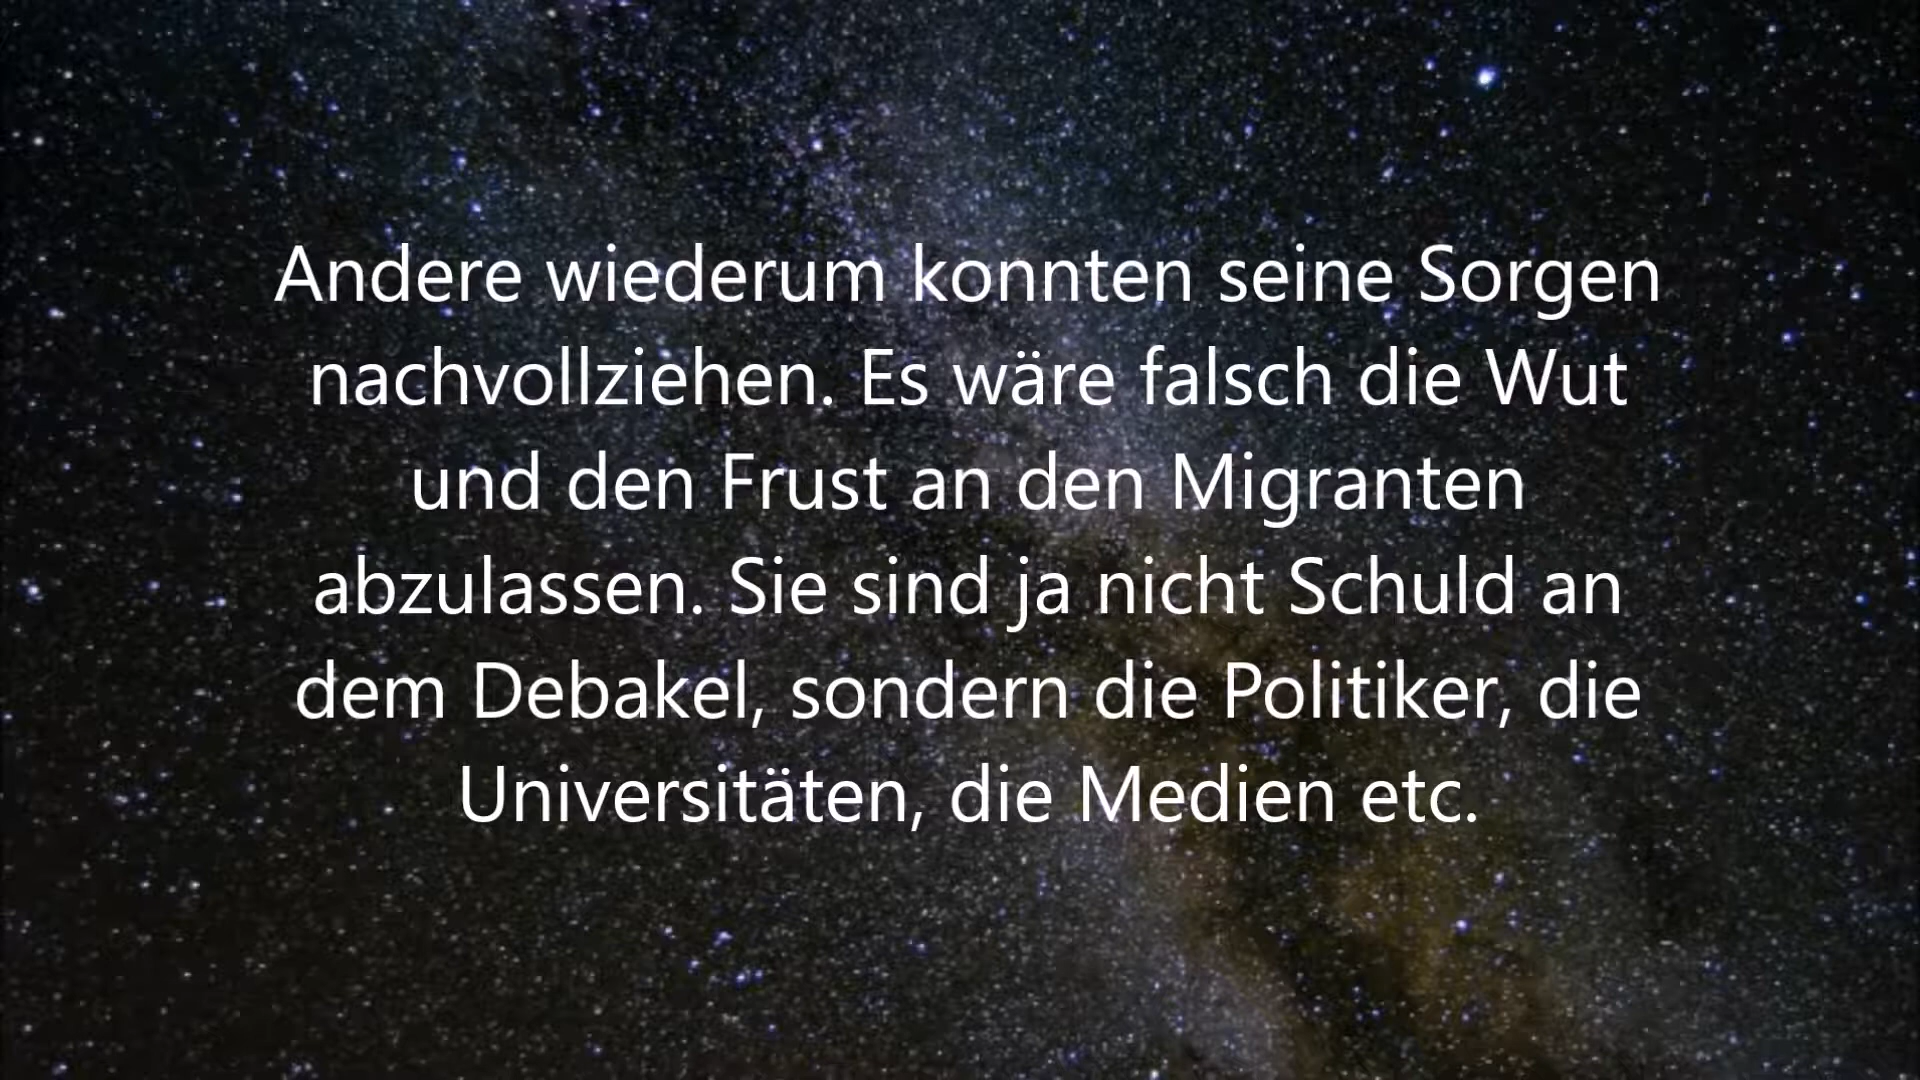 Andere wiederum konnten seine Sorgen
nachvollziehen. Es wäre falsch die Wut
und den Frust an den Migranten
abzulassen. Sie sind ja nicht Schuld an
dem Debakel, sondern die Politiker, die
Universitäten, die Medien etc.